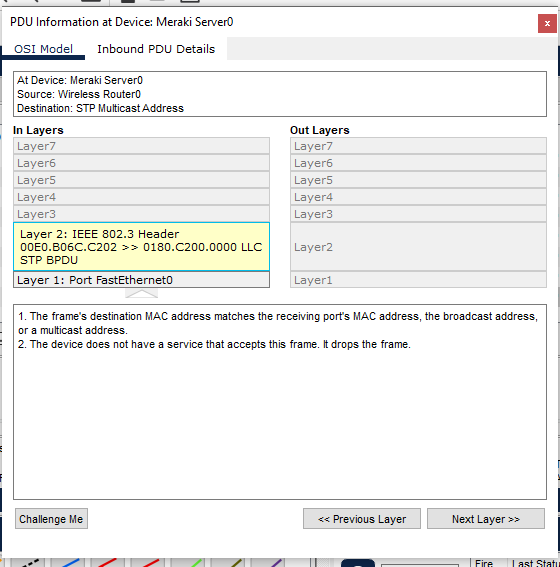 PDU Information at Device: Meraki Server0
x
OSI Model Inbound PDU Details
At Device: Meraki Server0
Source: Wireless Router0
Destination: STP Multicast Address
In Layers
Layer7
Layer6
Layer5
Layer4
Layer3
Layer 2: IEEE 802.3 Header
00E0.B06C.C202 >> 0180.C200.0000 LLC
STP BPDU
Layer 1: Port FastEthernet0
Out Layers
Layer7
Layer6
Layer5
Layer4
Layer3
Layer2
Layer1
1. The frame's destination MAC address matches the receiving port's MAC address, the broadcast address,
or a multicast address.
2. The device does not have a service that accepts this frame. It drops the frame.
Challenge Me
<< Previous Layer
Next Layer >>
Fire Last Statu